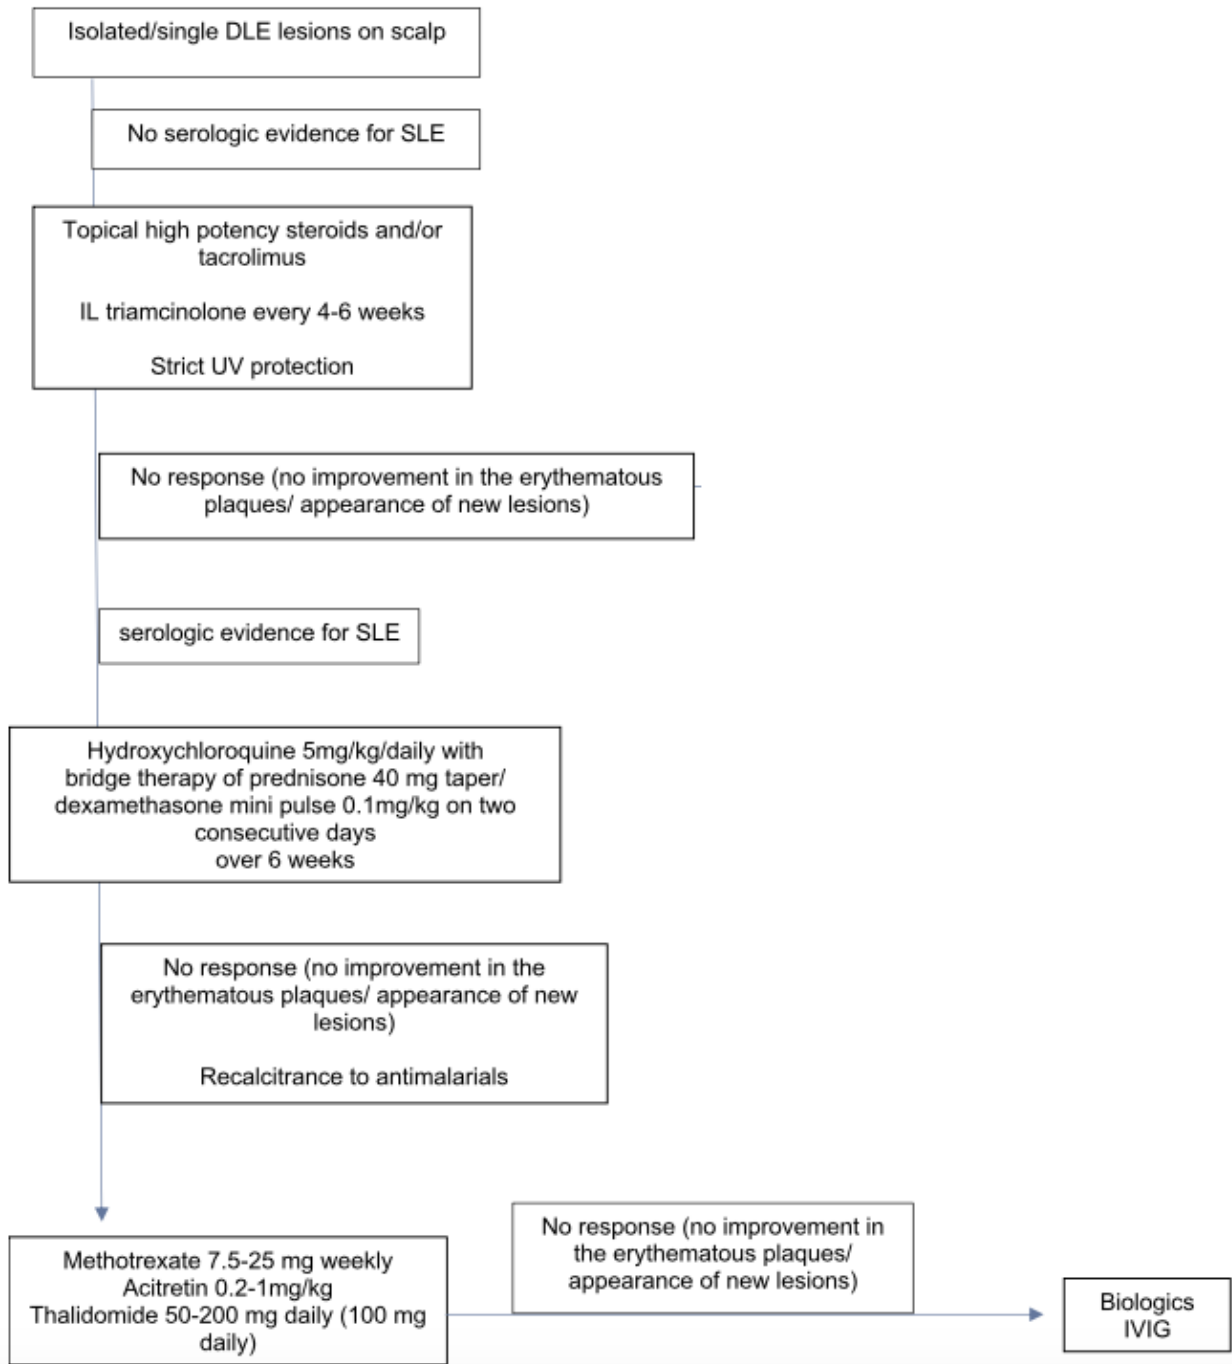 Isolated/single DLE lesions on scalp
No serologic evidence for SLE
Topical high potency steroids and/or
tacrolimus
IL triamcinolone every 4-6 weeks
Strict UV protection
No response (no improvement in the erythematous
plaques/ appearance of new lesions)
serologic evidence for SLE
Hydroxychloroquine 5mg/kg/daily with
bridge therapy of prednisone 40 mg taper/
dexamethasone mini pulse 0.1mg/kg on two
consecutive days
over 6 weeks
No response (no improvement in the
erythematous plaques/ appearance of new
lesions)
Recalcitrance to antimalarials
Methotrexate 7.5-25 mg weekly
Acitretin 0.2-1mg/kg
Thalidomide 50-200 mg daily (100 mg
daily)
No response (no improvement in
the erythematous plaques/
appearance of new lesions)
Biologics
IVIG